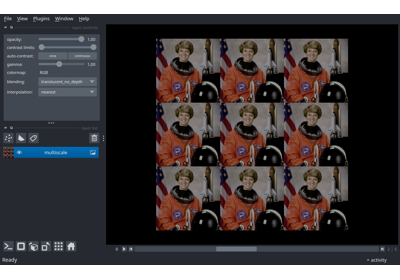 File View Plugins Window Help
opacity: 1.00
contrast limits:
auto-contrast: once continuous
gamma: 1.00
colormap: RGB
blending: translucent_no_depth
interpolation: nearest
multiscale
Ready
activity